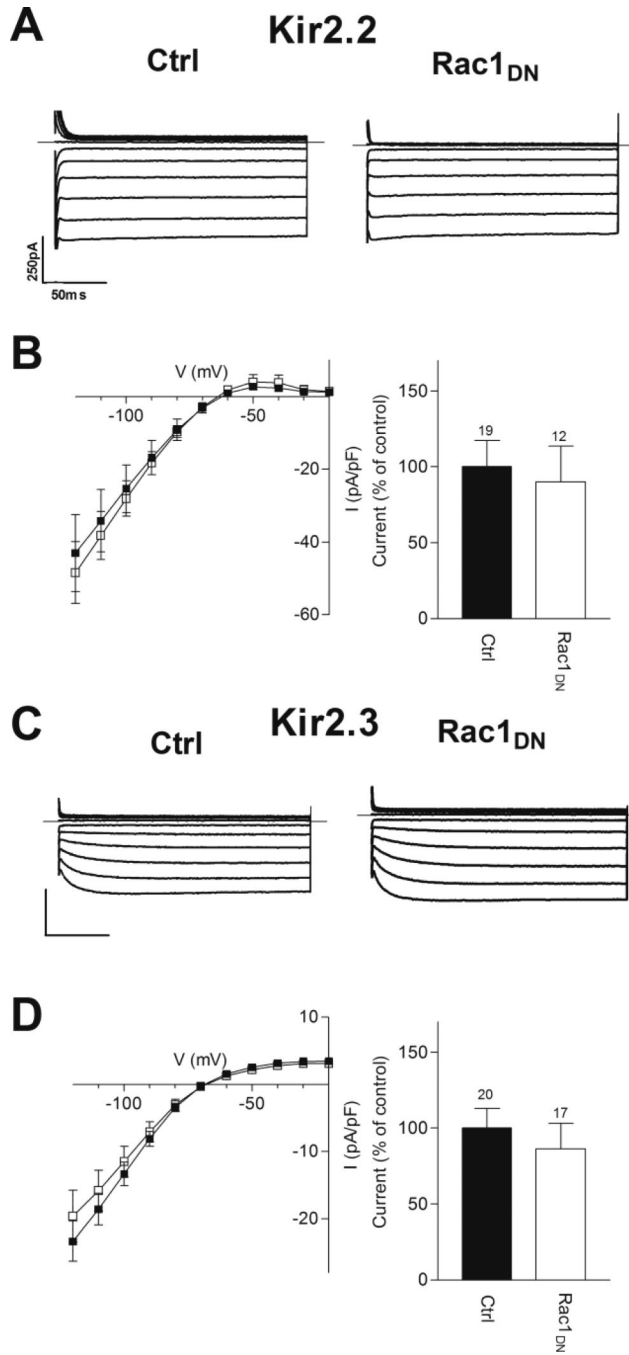 A
Kir2.2
Ctrl
Rac1DN
250pA
50ms
B
V (mV)
-100
-50
-20
-40
-60
I (pA/pF)
Current (% of control)
150
100
50
0
19
12
Ctrl
Rac1DN
C
Kir2.3
Ctrl
Rac1DN
D
10
V (mV)
-100
-50
-10
-20
I (pA/pF)
Current (% of control)
150
100
50
0
20
17
Ctrl
Rac1DN